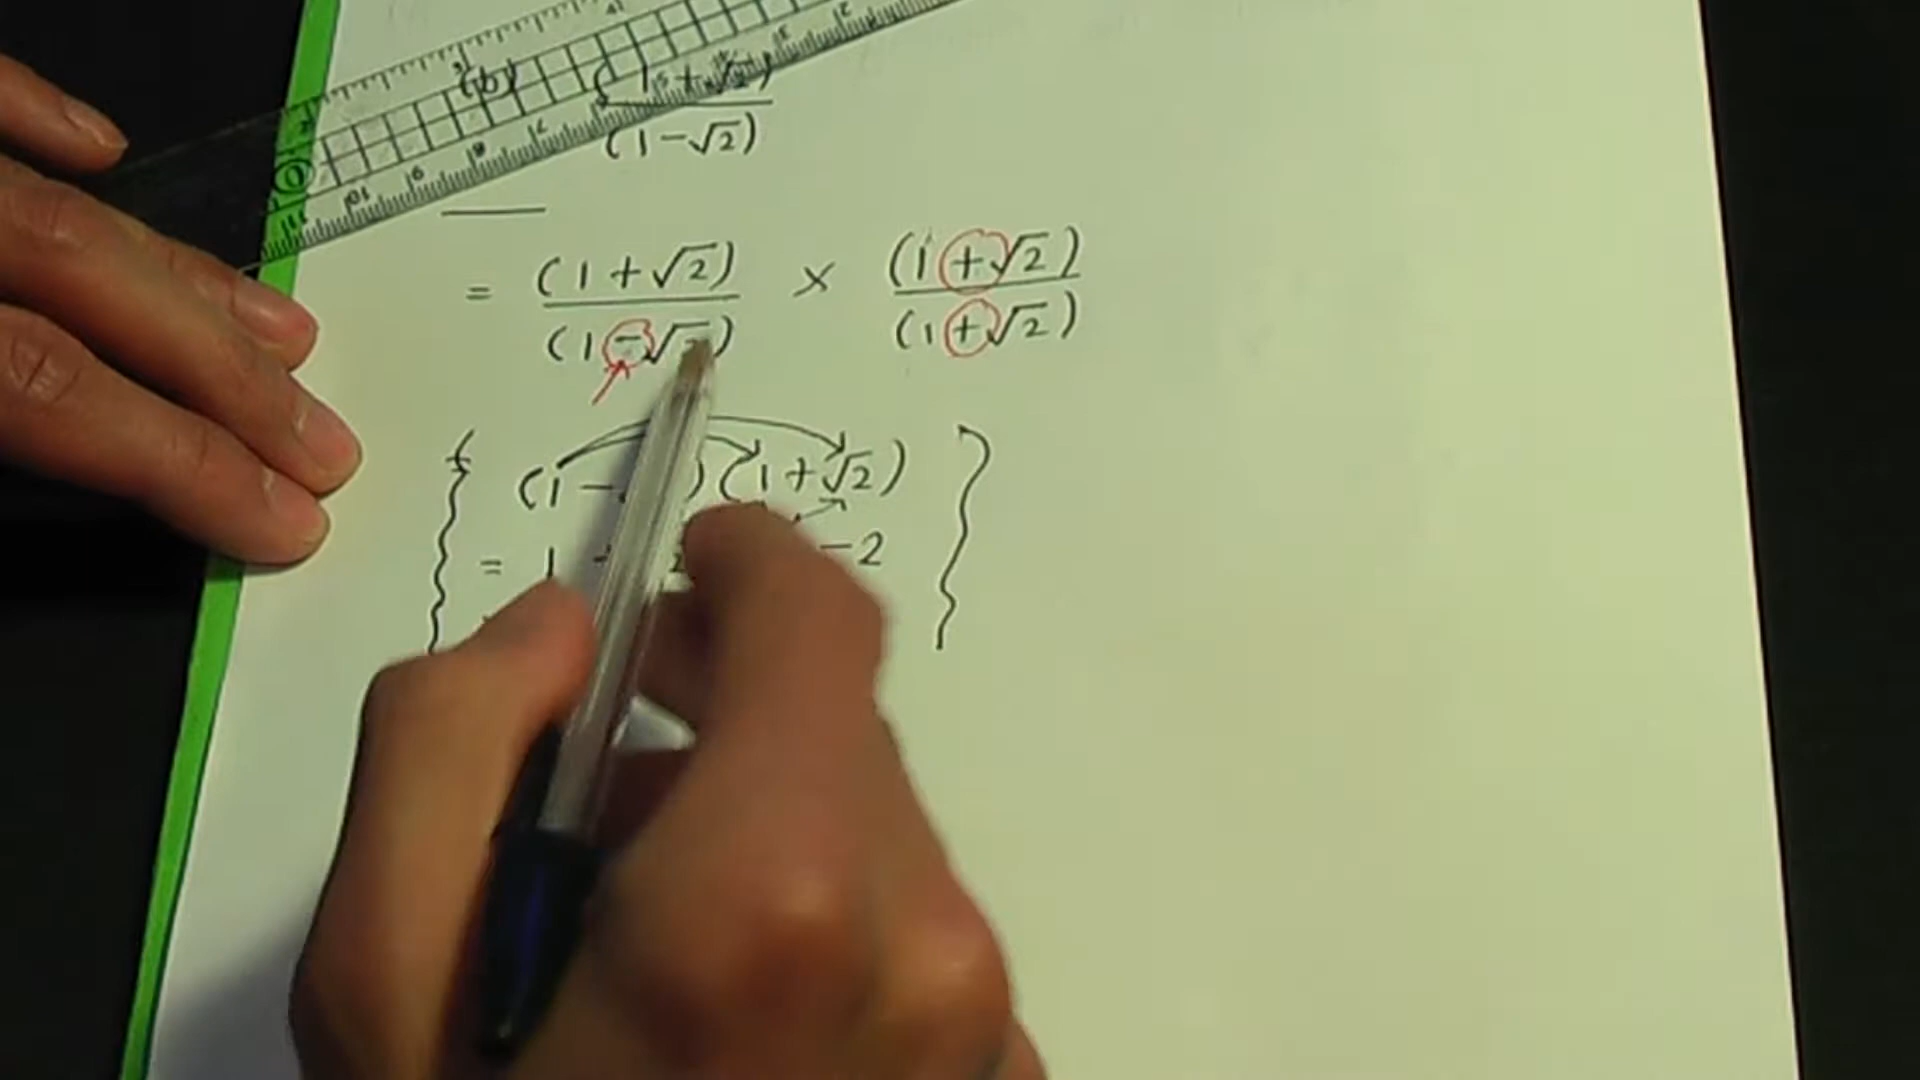 (b) (1 + √2)
(1 − √2)
= (1 + √2) × (1 + √2)
(1 − √2) (1 + √2)
(1 − ) (1 + √2)
= 1 + − 2